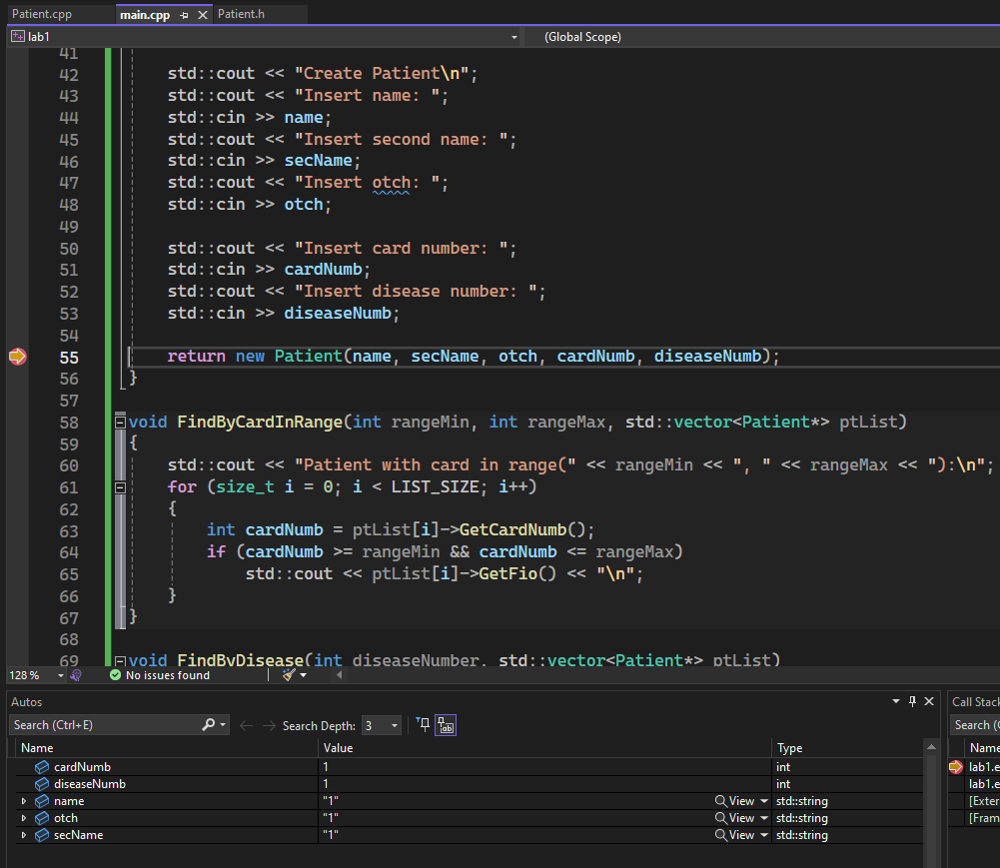 Patient.cpp main.cpp Patient.h
lab1 (Global Scope)
41
42 std::cout << "Create Patient\n";
43 std::cout << "Insert name: ";
44 std::cin >> name;
45 std::cout << "Insert second name: ";
46 std::cin >> secName;
47 std::cout << "Insert otch: ";
48 std::cin >> otch;
49
50 std::cout << "Insert card number: ";
51 std::cin >> cardNumb;
52 std::cout << "Insert disease number: ";
53 std::cin >> diseaseNumb;
54
55 return new Patient(name, secName, otch, cardNumb, diseaseNumb);
56 }
57
58 void FindByCardInRange(int rangeMin, int rangeMax, std::vector<Patient*> ptList)
59 {
60 std::cout << "Patient with card in range(" << rangeMin << ", " << rangeMax << "):\n";
61 for (size_t i = 0; i < LIST_SIZE; i++)
62 {
63 int cardNumb = ptList[i]->GetCardNumb();
64 if (cardNumb >= rangeMin && cardNumb <= rangeMax)
65 std::cout << ptList[i]->GetFio() << "\n";
66 }
67 }
68
69 void FindByDisease(int diseaseNumber, std::vector<Patient*> ptList)
128 % No issues found
Autos Call Stack
Search (Ctrl+E) Search Depth: 3 Search (
Name Value Type Name
cardNumb 1 int lab1.e
diseaseNumb 1 int lab1.e
name "1" View std::string [Exter
otch "1" View std::string [Fram
secName "1" View std::string